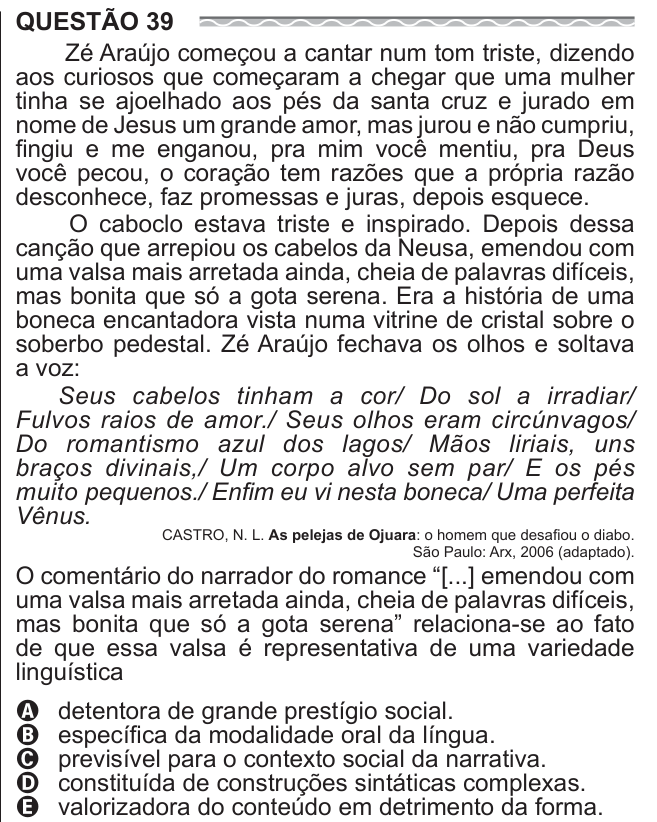 QUESTÃO 39
Zé Araújo começou a cantar num tom triste, dizendo
aos curiosos que começaram a chegar que uma mulher
tinha se ajoelhado aos pés da santa cruz e jurado em
nome de Jesus um grande amor, mas jurou e não cumpriu,
fingiu e me enganou, pra mim você mentiu, pra Deus
você pecou, o coração tem razões que a própria razão
desconhece, faz promessas e juras, depois esquece.
O caboclo estava triste e inspirado. Depois dessa
canção que arrepiou os cabelos da Neusa, emendou com
uma valsa mais arretada ainda, cheia de palavras difíceis,
mas bonita que só a gota serena. Era a história de uma
boneca encantadora vista numa vitrine de cristal sobre o
soberbo pedestal. Zé Araújo fechava os olhos e soltava
a voz:
Seus cabelos tinham a cor/ Do sol a irradiar/
Fulvos raios de amor./ Seus olhos eram circúnvagos/
Do romantismo azul dos lagos/ Mãos liriais, uns
braços divinais,/ Um corpo alvo sem par/ E os pés
muito pequenos./ Enfim eu vi nesta boneca/ Uma perfeita
Vênus.
CASTRO, N. L. As pelejas de Ojuara: o homem que desafiou o diabo.
São Paulo: Arx, 2006 (adaptado).
O comentário do narrador do romance “[...] emendou com
uma valsa mais arretada ainda, cheia de palavras difíceis,
mas bonita que só a gota serena” relaciona-se ao fato
de que essa valsa é representativa de uma variedade
linguística
A detentora de grande prestígio social.
B específica da modalidade oral da língua.
C previsível para o contexto social da narrativa.
D constituída de construções sintáticas complexas.
E valorizadora do conteúdo em detrimento da forma.